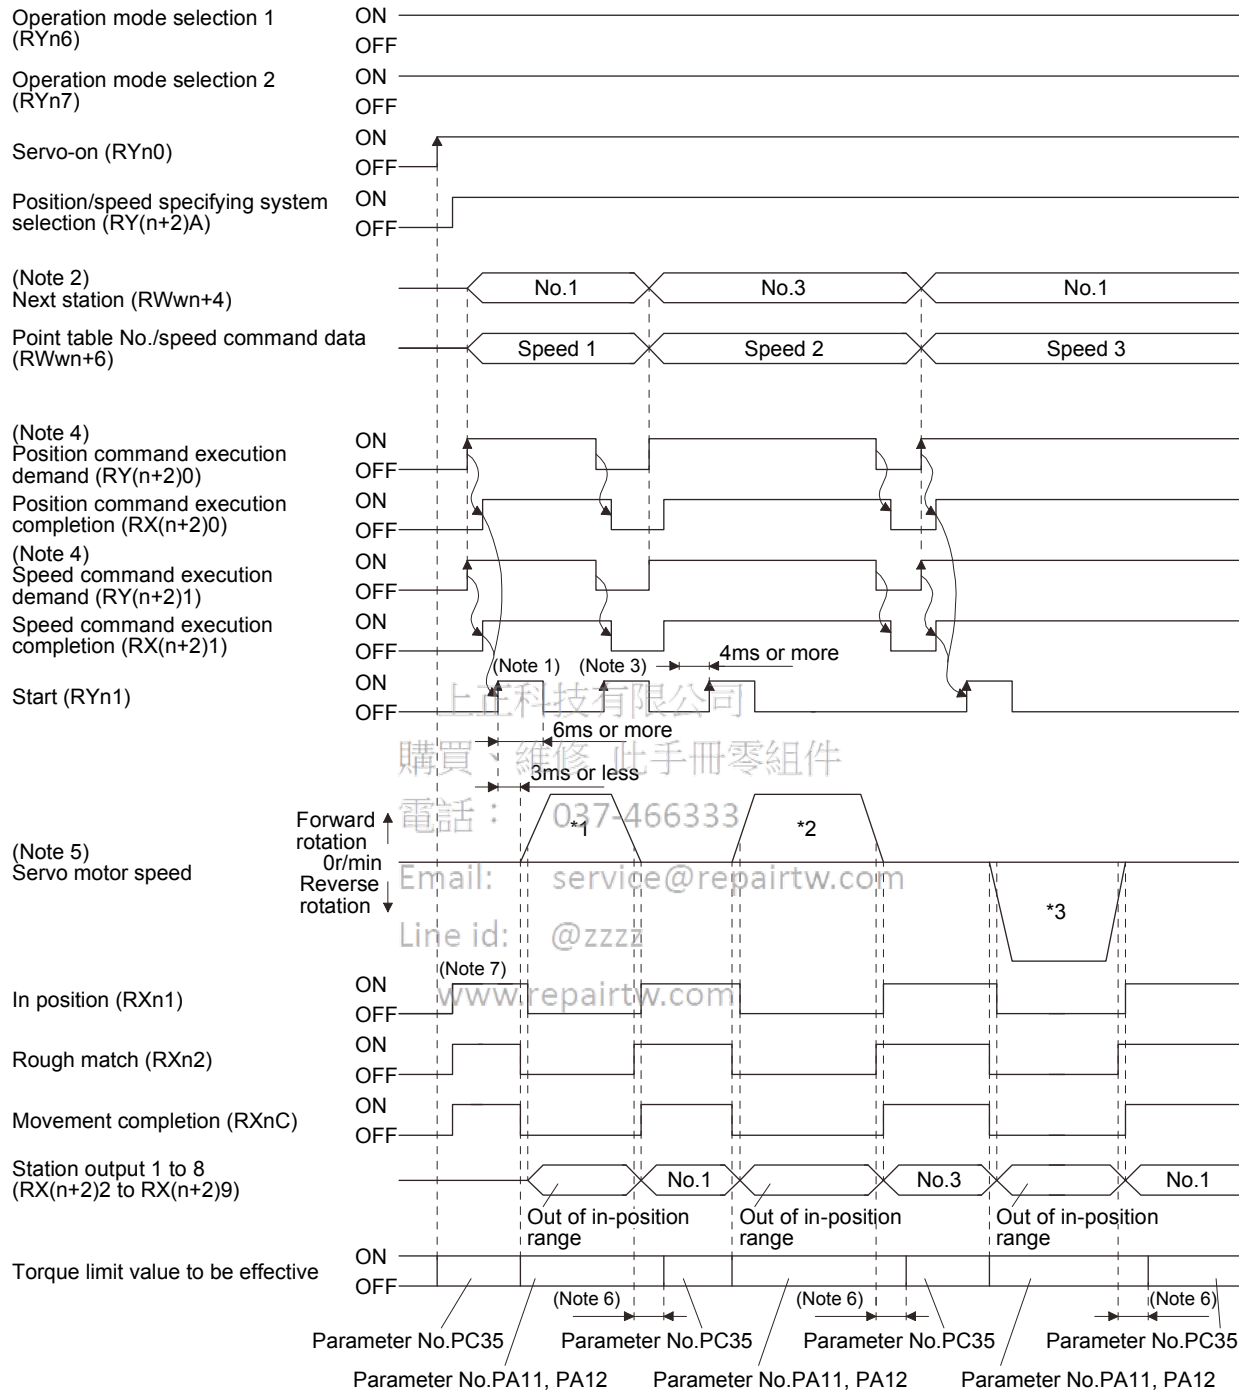 Operation mode selection 1
(RYn6)
ON
OFF
Operation mode selection 2
(RYn7)
ON
OFF
Servo-on (RYn0)
ON
OFF
Position/speed specifying system
selection (RY(n+2)A)
ON
OFF
(Note 2)
Next station (RWwn+4)
No.1
No.3
No.1
Point table No./speed command data
(RWwn+6)
Speed 1
Speed 2
Speed 3
(Note 4)
Position command execution
demand (RY(n+2)0)
ON
OFF
Position command execution
completion (RX(n+2)0)
ON
OFF
(Note 4)
Speed command execution
demand (RY(n+2)1)
ON
OFF
Speed command execution
completion (RX(n+2)1)
ON
OFF
(Note 1)
(Note 3)
4ms or more
Start (RYn1)
ON
OFF
上正科技有限公司
6ms or more
購買、維修 此手冊零組件
3ms or less
電話： 037-466333
(Note 5)
Servo motor speed
Forward
rotation
0r/min
Reverse
rotation
*1
*2
*3
Email: service@repairtw.com
Line id: @zzzz
www.repairtw.com
(Note 7)
In position (RXn1)
ON
OFF
Rough match (RXn2)
ON
OFF
Movement completion (RXnC)
ON
OFF
Station output 1 to 8
(RX(n+2)2 to RX(n+2)9)
No.1
No.3
No.1
Out of in-position
range
Out of in-position
range
Out of in-position
range
Torque limit value to be effective
ON
OFF
(Note 6)
(Note 6)
(Note 6)
Parameter No.PC35
Parameter No.PC35
Parameter No.PC35
Parameter No.PC35
Parameter No.PA11, PA12
Parameter No.PA11, PA12
Parameter No.PA11, PA12